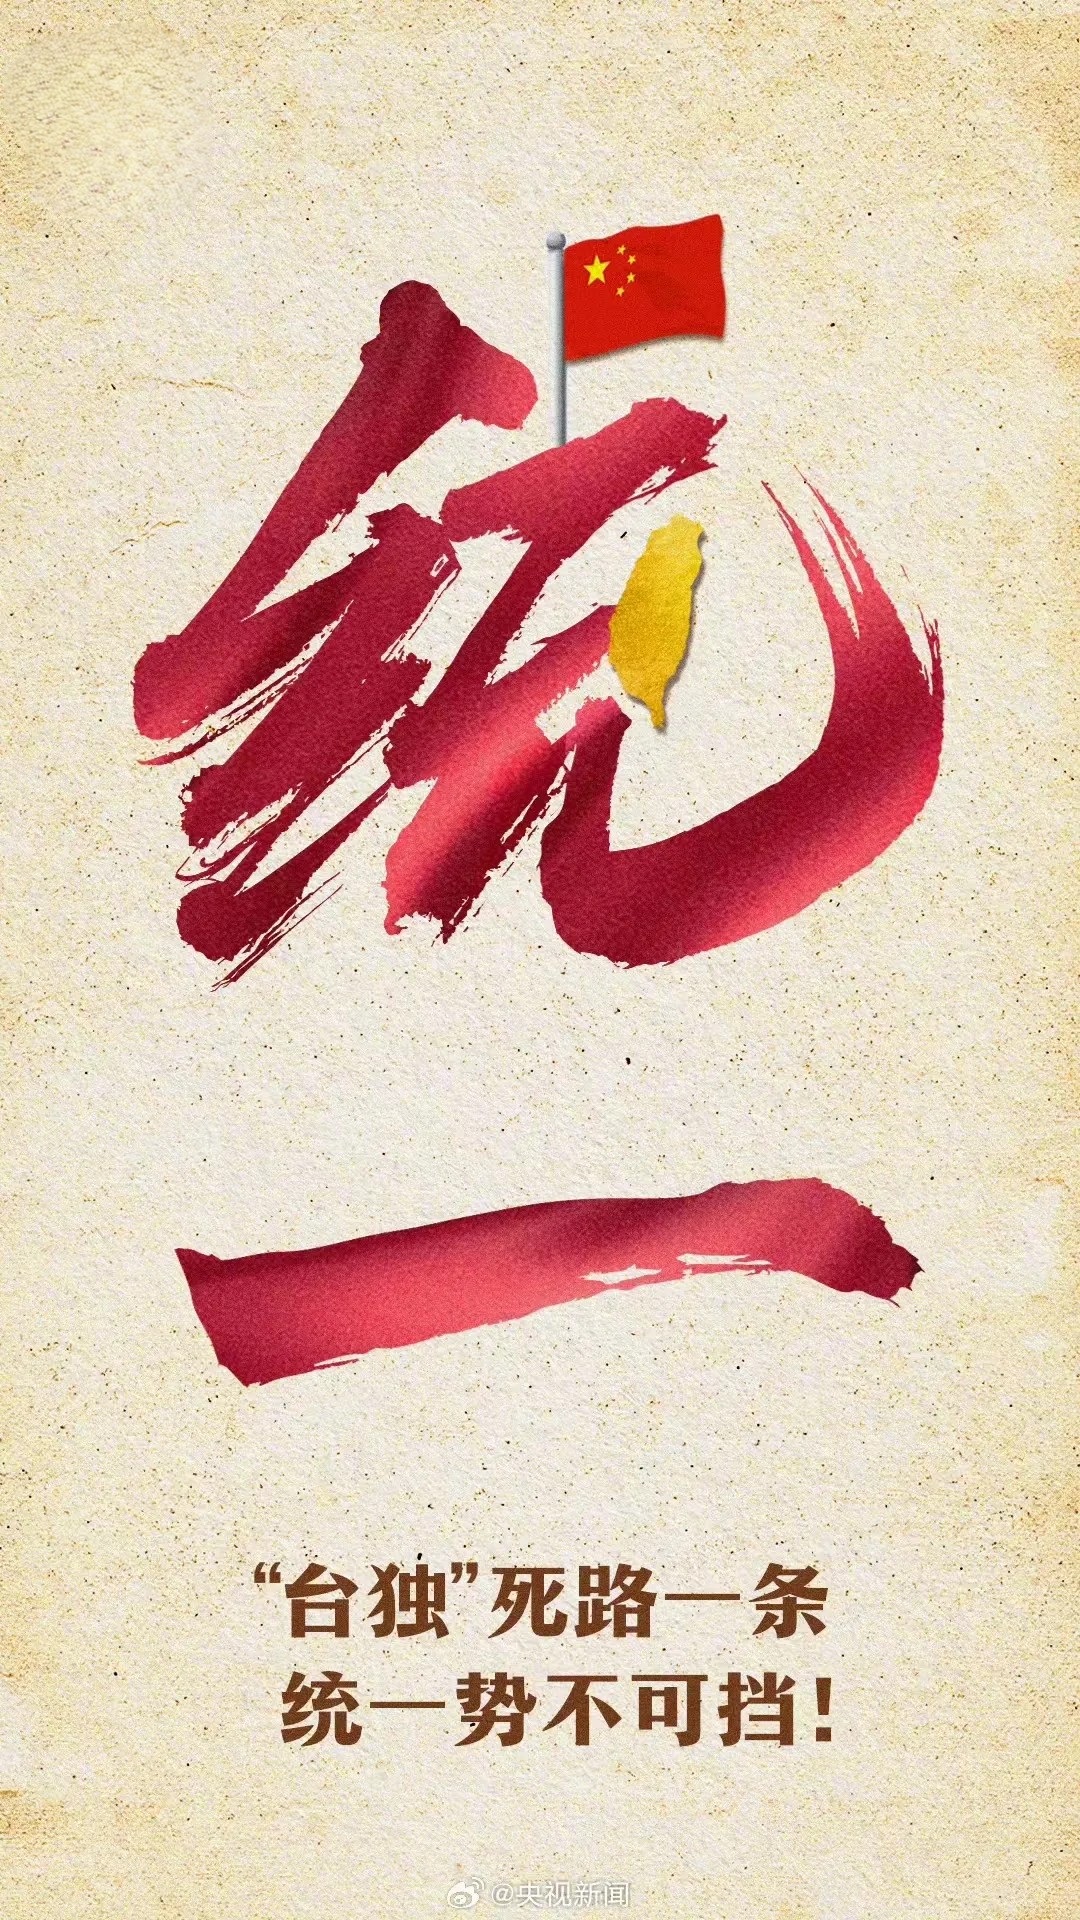 统
一
“台独”死路一条
统一势不可挡！
@央视新闻